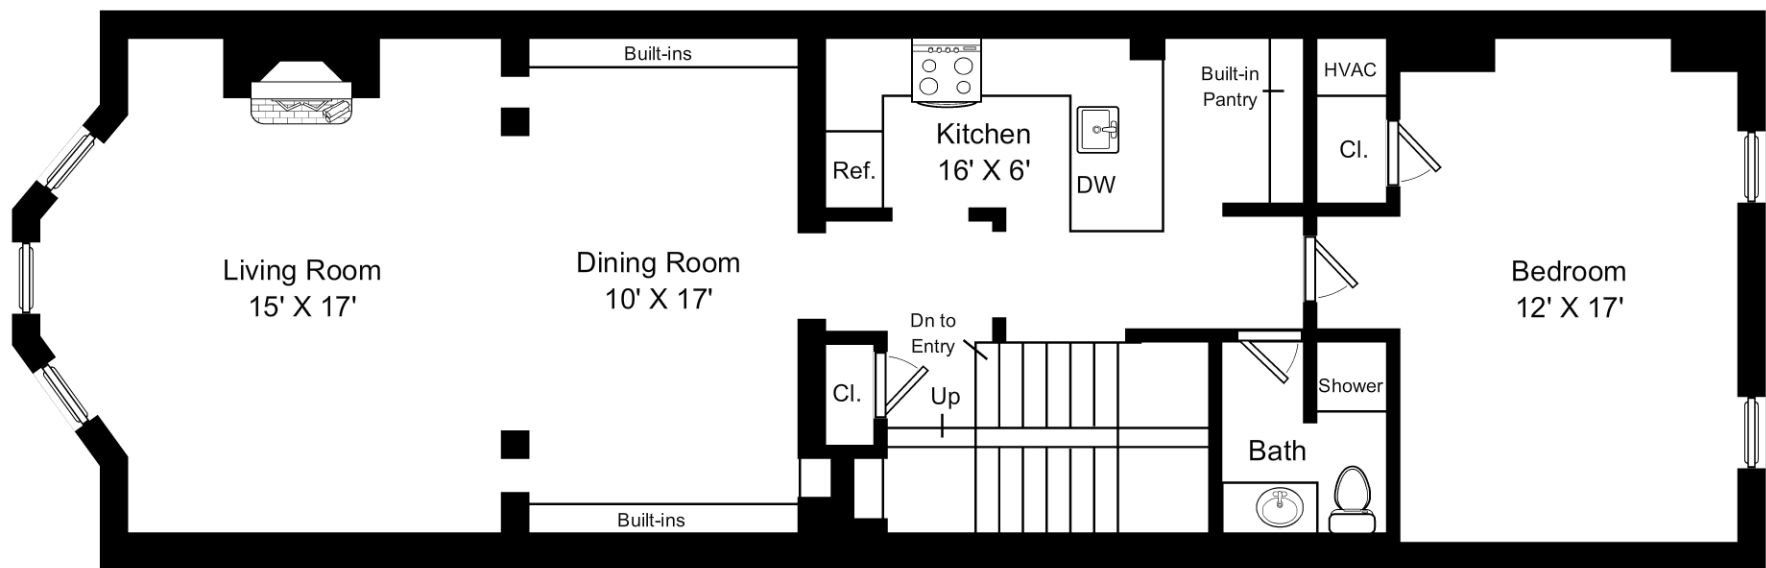 Built-ins
Living Room
15' X 17'
Dining Room
10' X 17'
Built-ins
Kitchen
16' X 6'
Ref.
DW
Built-in
Pantry
HVAC
Cl.
Dn to
Entry
Up
Cl.
Shower
Bath
Bedroom
12' X 17'